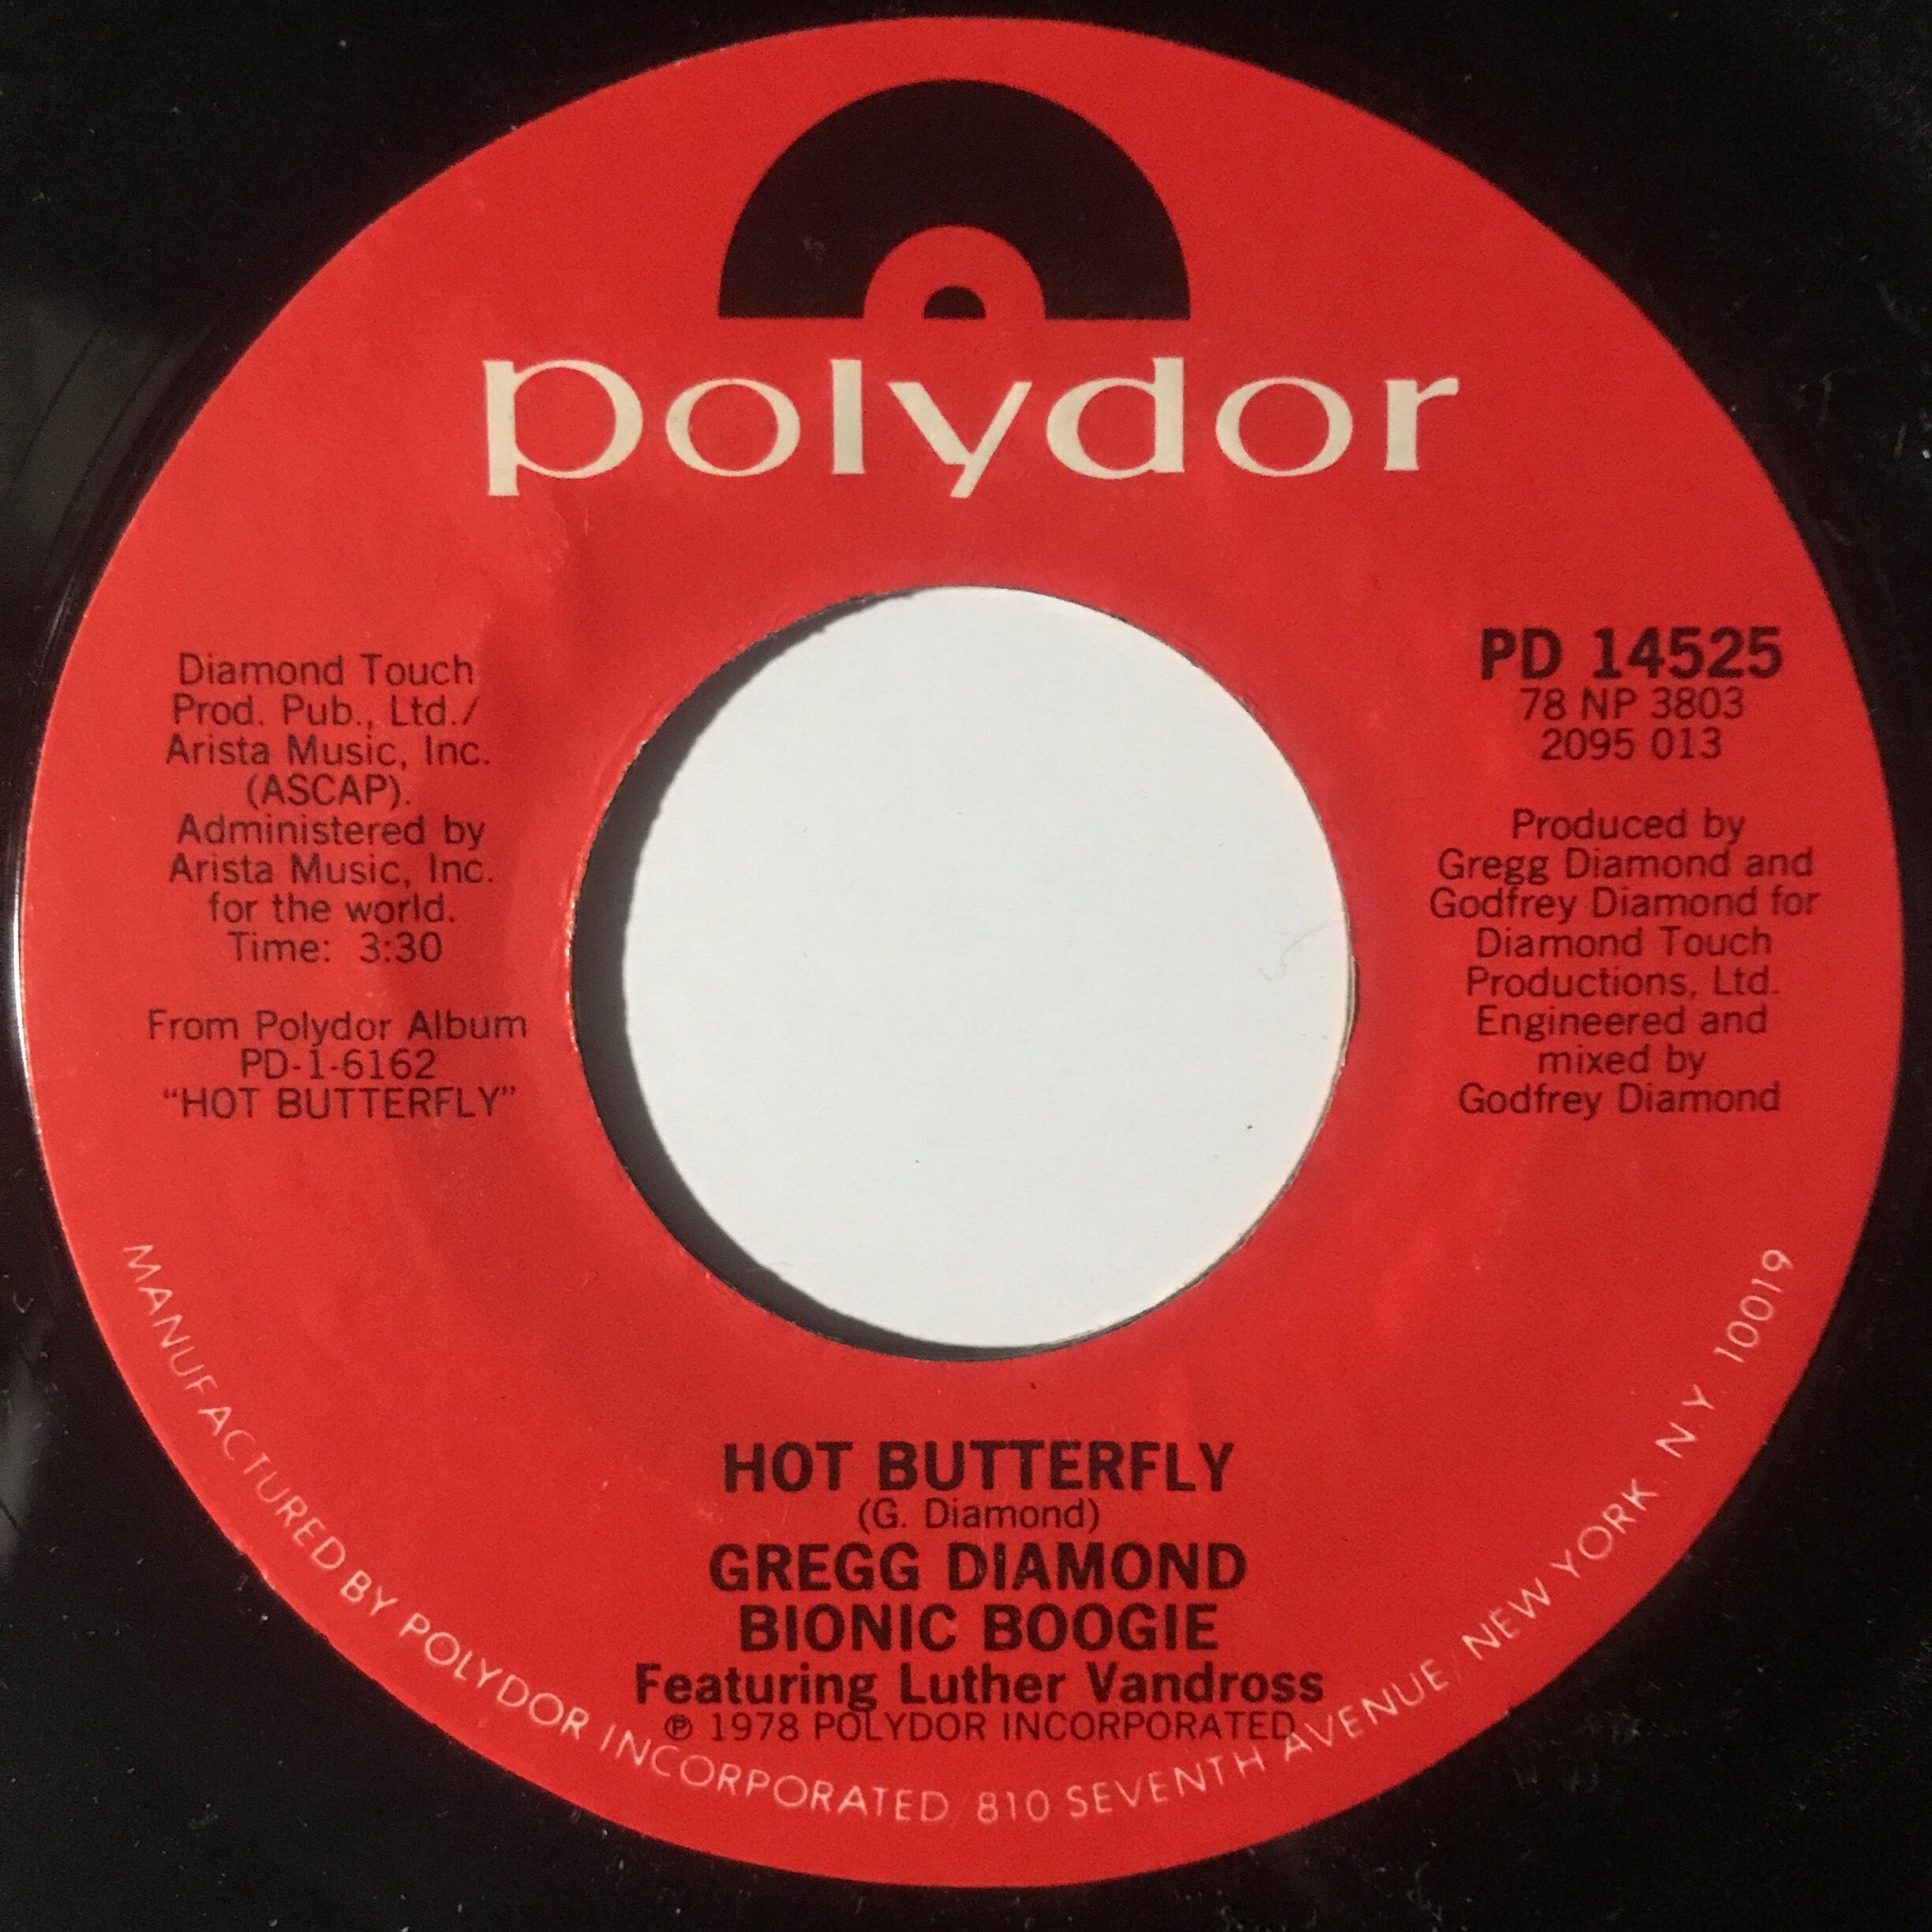 polydor
Diamond Touch
Prod. Pub., Ltd./
Arista Music, Inc.
(ASCAP).
Administered by
Arista Music, Inc.
for the world.
Time: 3:30
From Polydor Album
PD-1-6162
“HOT BUTTERFLY”
PD 14525
78 NP 3803
2095 013
Produced by
Gregg Diamond and
Godfrey Diamond for
Diamond Touch
Productions, Ltd.
Engineered and
mixed by
Godfrey Diamond
HOT BUTTERFLY
(G. Diamond)
GREGG DIAMOND
BIONIC BOOGIE
Featuring Luther Vandross
℗ 1978 POLYDOR INCORPORATED
MANUFACTURED BY POLYDOR INCORPORATED/810 SEVENTH AVENUE/NEW YORK, N.Y. 10019